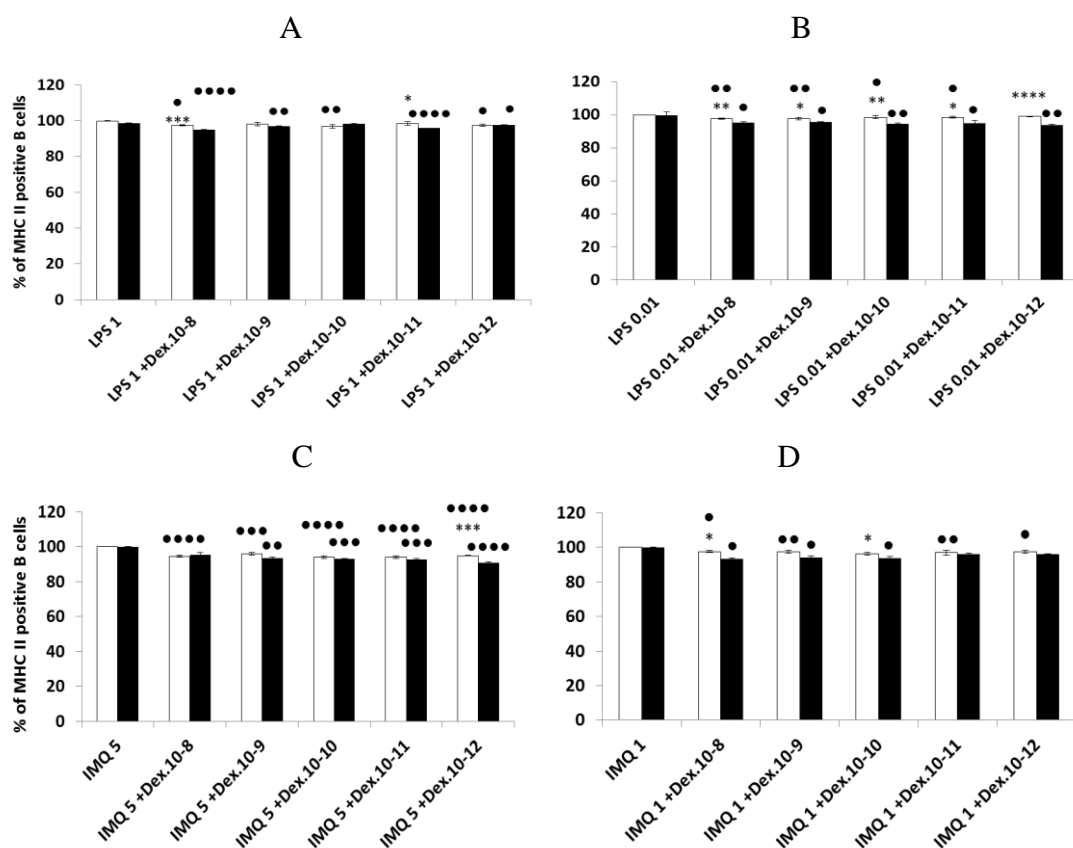 A
% of MHC II positive B cells
120
100
80
60
40
20
0
● ●●●●
***
●●
●●
*
●●●●
● ●
LPS 1
LPS 1 +Dex.10-8
LPS 1 +Dex.10-9
LPS 1 +Dex.10-10
LPS 1 +Dex.10-11
LPS 1 +Dex.10-12
B
120
100
80
60
40
20
0
●●
** ●
●●
* ●
●
** ●●
●
* ●
****
●●
LPS 0.01
LPS 0.01 +Dex.10-8
LPS 0.01 +Dex.10-9
LPS 0.01 +Dex.10-10
LPS 0.01 +Dex.10-11
LPS 0.01 +Dex.10-12
C
% of MHC II positive B cells
120
100
80
60
40
20
0
●●●●
●●●
●●
●●●●
●●●
●●●●
●●●
●●●●
***
●●●●
IMQ 5
IMQ 5 +Dex.10-8
IMQ 5 +Dex.10-9
IMQ 5 +Dex.10-10
IMQ 5 +Dex.10-11
IMQ 5 +Dex.10-12
D
120
100
80
60
40
20
0
●
*
●
●● ●
*
●
●●
●
IMQ 1
IMQ 1 +Dex.10-8
IMQ 1 +Dex.10-9
IMQ 1 +Dex.10-10
IMQ 1 +Dex.10-11
IMQ 1 +Dex.10-12